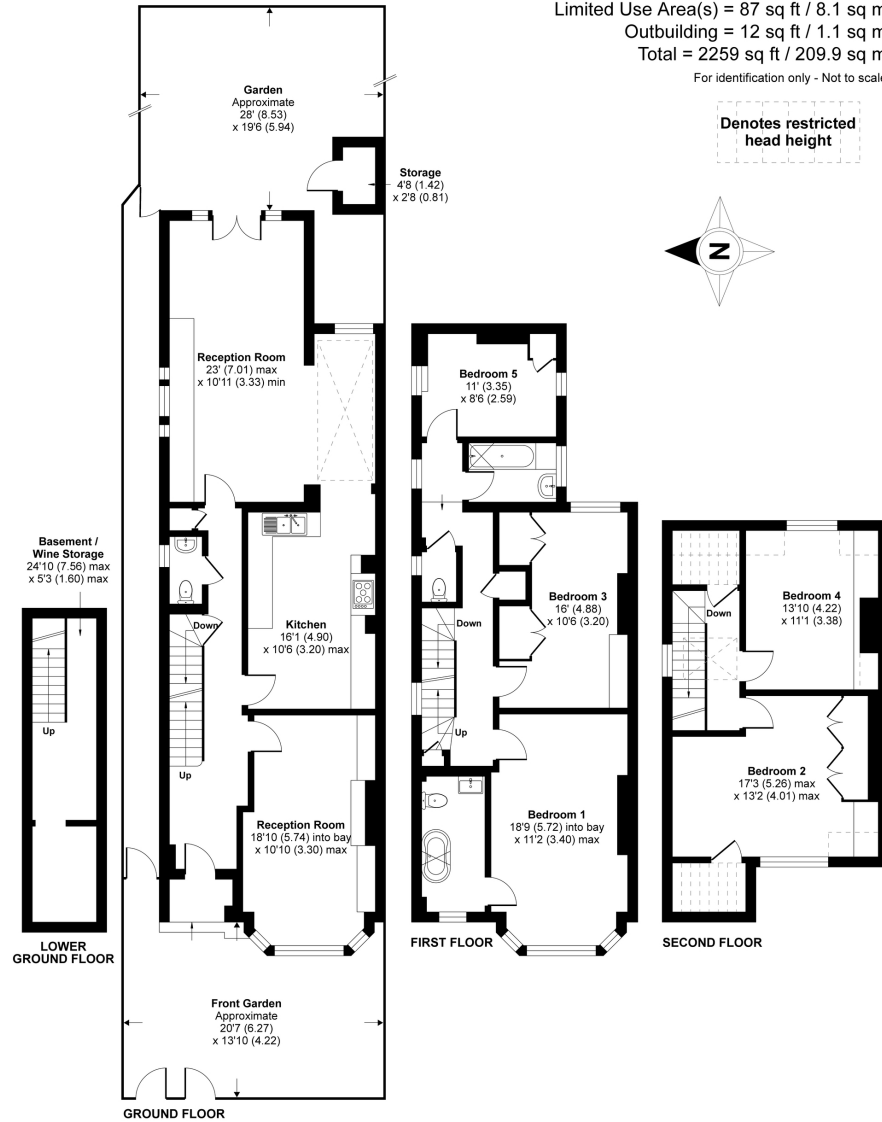 Limited Use Area(s) = 87 sq ft / 8.1 sq m
Outbuilding = 12 sq ft / 1.1 sq m
Total = 2259 sq ft / 209.9 sq m
For identification only - Not to scale
Denotes restricted
head height
N
Garden
Approximate
28' (8.53)
x 19'6 (5.94)
Storage
4'8 (1.42)
x 2'8 (0.81)
Reception Room
23' (7.01) max
x 10'11 (3.33) min
Kitchen
16'1 (4.90)
x 10'6 (3.20) max
Down
Up
Reception Room
18'10 (5.74) into bay
x 10'10 (3.30) max
Front Garden
Approximate
20'7 (6.27)
x 13'10 (4.22)
GROUND FLOOR
Basement /
Wine Storage
24'10 (7.56) max
x 5'3 (1.60) max
Up
LOWER
GROUND FLOOR
Bedroom 5
11' (3.35)
x 8'6 (2.59)
Bedroom 3
16' (4.88)
x 10'6 (3.20)
Down
Up
Bedroom 1
18'9 (5.72) into bay
x 11'2 (3.40) max
FIRST FLOOR
Bedroom 4
13'10 (4.22)
x 11'1 (3.38)
Down
Bedroom 2
17'3 (5.26) max
x 13'2 (4.01) max
SECOND FLOOR